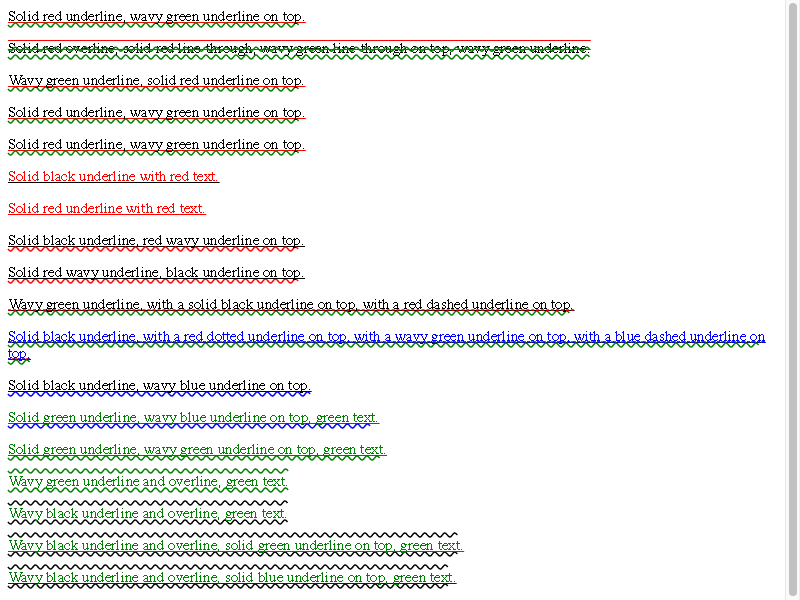 Solid red underline, wavy green underline on top.
Solid red overline, solid red line-through, wavy green line-through on top, wavy green underline.
Wavy green underline, solid red underline on top.
Solid red underline, wavy green underline on top.
Solid red underline, wavy green underline on top.
Solid black underline with red text.
Solid red underline with red text.
Solid black underline, red wavy underline on top.
Solid red wavy underline, black underline on top.
Wavy green underline, with a solid black underline on top, with a red dashed underline on top.
Solid black underline, with a red dotted underline on top, with a wavy green underline on top, with a blue dashed underline on
top.
Solid black underline, wavy blue underline on top.
Solid green underline, wavy blue underline on top, green text.
Solid green underline, wavy green underline on top, green text.
Wavy green underline and overline, green text.
Wavy black underline and overline, green text.
Wavy black underline and overline, solid green underline on top, green text.
Wavy black underline and overline, solid blue underline on top, green text.